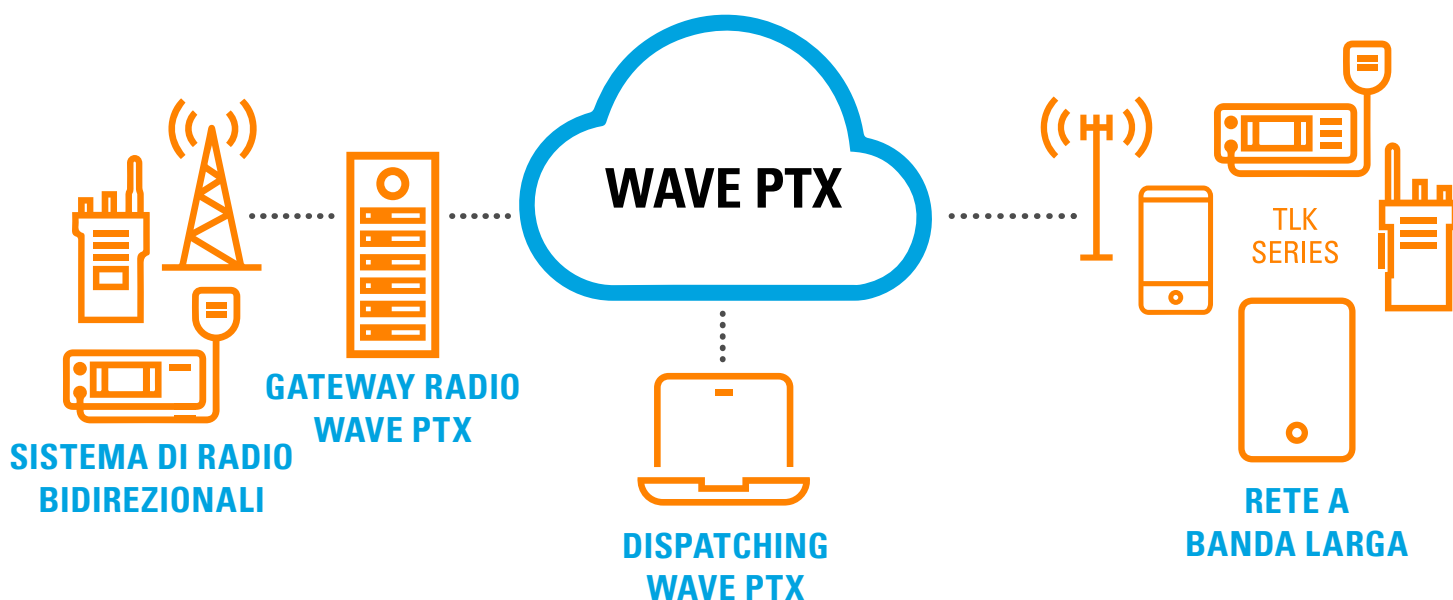 WAVE PTX
TLK
SERIES
GATEWAY RADIO
WAVE PTX
SISTEMA DI RADIO
BIDIREZIONALI
DISPATCHING
WAVE PTX
RETE A
BANDA LARGA